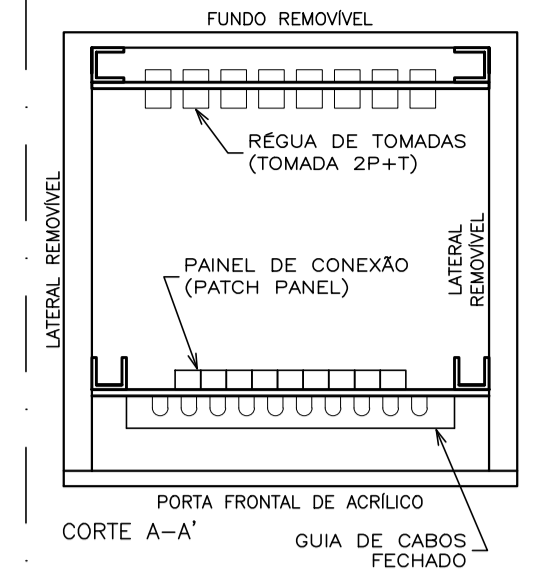 FUNDO REMOVÍVEL
RÉGUA DE TOMADAS
(TOMADA 2P+T)
LATERAL REMOVÍVEL
PAINEL DE CONEXÃO
(PATCH PANEL)
LATERAL
REMOVÍVEL
PORTA FRONTAL DE ACRÍLICO
CORTE A-A'
GUIA DE CABOS
FECHADO